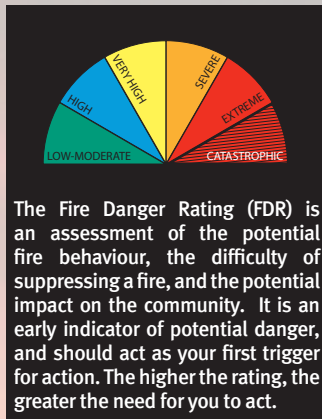 VERY HIGH
SEVERE
HIGH
EXTREME
LOW-MODERATE
CATASTROPHIC
The Fire Danger Rating (FDR) is
an assessment of the potential
fire behaviour, the difficulty of
suppressing a fire, and the potential
impact on the community. It is an
early indicator of potential danger,
and should act as your first trigger
for action. The higher the rating, the
greater the need for you to act.